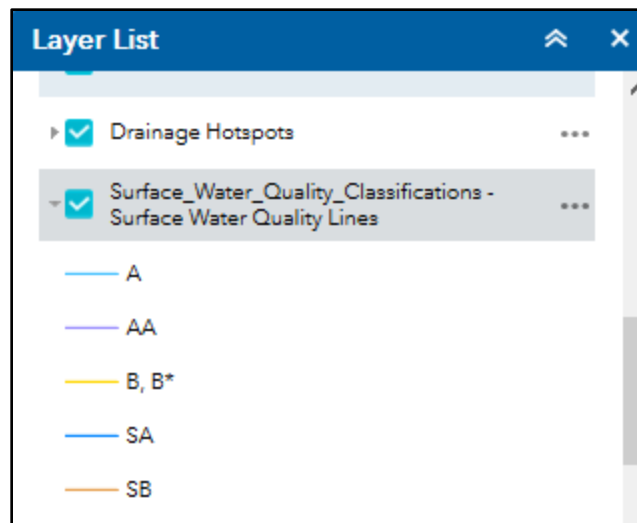 Layer List
Drainage Hotspots
Surface_Water_Quality_Classifications -
Surface Water Quality Lines
A
AA
B, B*
SA
SB